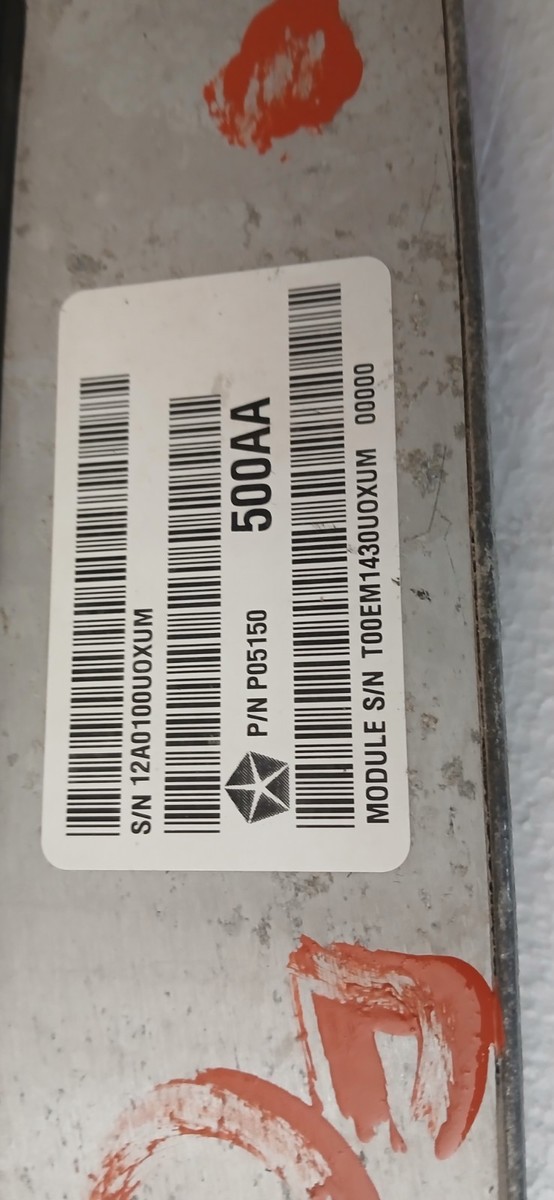 S/N 12A0100U0XUM
P/N P05150 500AA
MODULE S/N T00EM1430U0XUM 00000